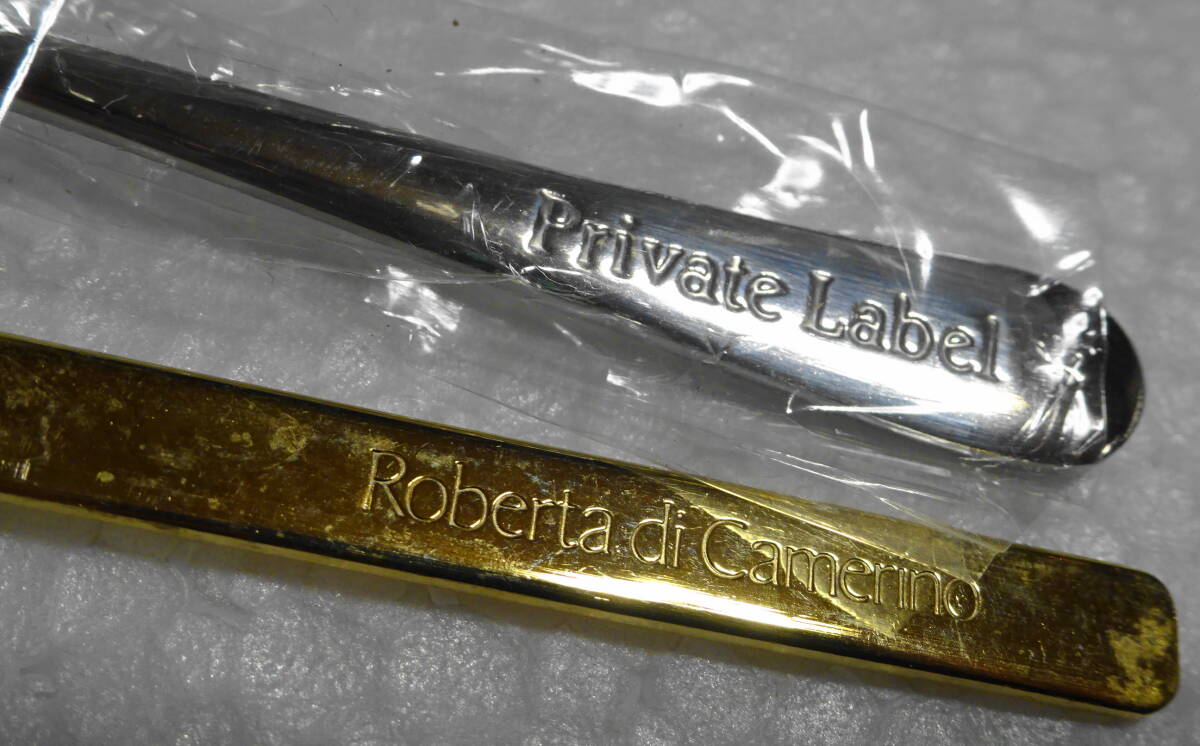 Private Label
Roberta di Camerino